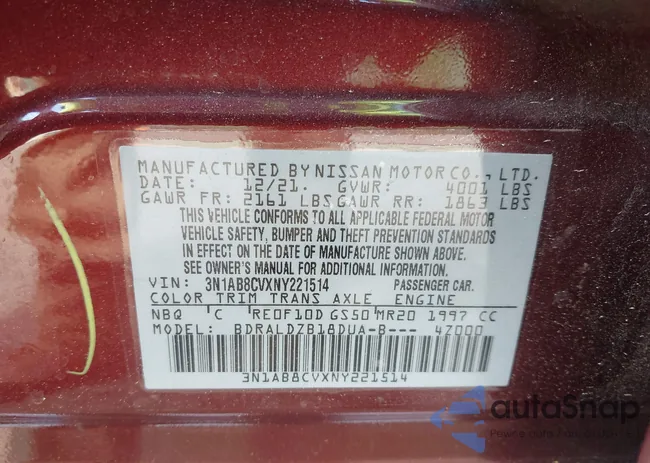 MANUFACTURED BY NISSAN MOTOR CO., LTD.
DATE: 12/21. GVWR: 4001 LBS
GAWR FR: 2161 LBS GAWR RR: 1863 LBS
THIS VEHICLE CONFORMS TO ALL APPLICABLE FEDERAL MOTOR
VEHICLE SAFETY, BUMPER AND THEFT PREVENTION STANDARDS
IN EFFECT ON THE DATE OF MANUFACTURE SHOWN ABOVE.
SEE OWNER'S MANUAL FOR ADDITIONAL INFORMATION.
VIN: 3N1AB8CVXNY221514 PASSENGER CAR.
COLOR TRIM TRANS AXLE ENGINE
NBQ 'C RE0F10D GS50 MR20 1997 CC
MODEL: BDRALDZB18DUA-B--- 47000
3N1AB8CVXNY221514
autoSnap